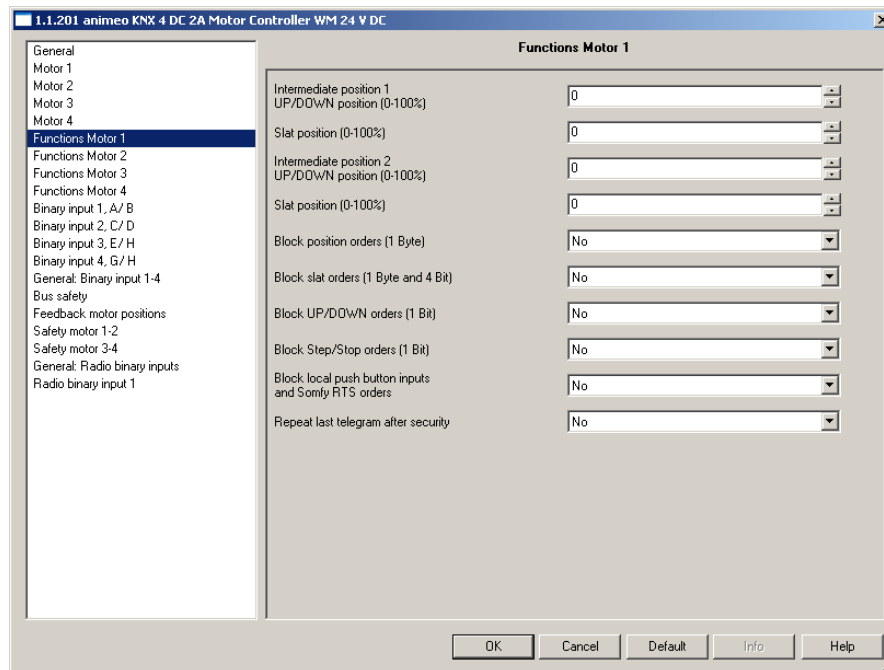 1.1.201 animeo KNX 4 DC 2A Motor Controller WM 24 V DC
General
Motor 1
Motor 2
Motor 3
Motor 4
Functions Motor 1
Functions Motor 2
Functions Motor 3
Functions Motor 4
Binary input 1, A/ B
Binary input 2, C/ D
Binary input 3, E/ H
Binary input 4, G/ H
General: Binary input 1-4
Bus safety
Feedback motor positions
Safety motor 1-2
Safety motor 3-4
General: Radio binary inputs
Radio binary input 1
Functions Motor 1
Intermediate position 1
UP/DOWN position (0-100%)
0
Slat position (0-100%)
0
Intermediate position 2
UP/DOWN position (0-100%)
0
Slat position (0-100%)
0
Block position orders (1 Byte)
No
Block slat orders (1 Byte and 4 Bit)
No
Block UP/DOWN orders (1 Bit)
No
Block Step/Stop orders (1 Bit)
No
Block local push button inputs
and Somfy RTS orders
No
Repeat last telegram after security
No
OK
Cancel
Default
Info
Help